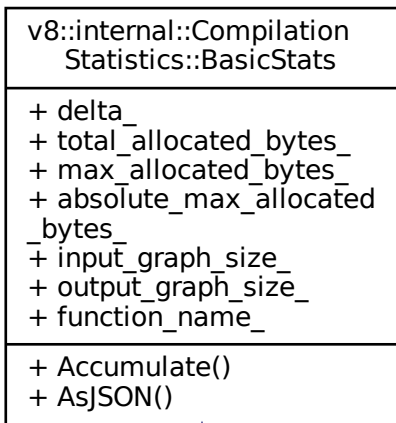 v8::internal::Compilation
Statistics::BasicStats
+ delta_
+ total_allocated_bytes_
+ max_allocated_bytes_
+ absolute_max_allocated
_bytes_
+ input_graph_size_
+ output_graph_size_
+ function_name_
+ Accumulate()
+ AsJSON()